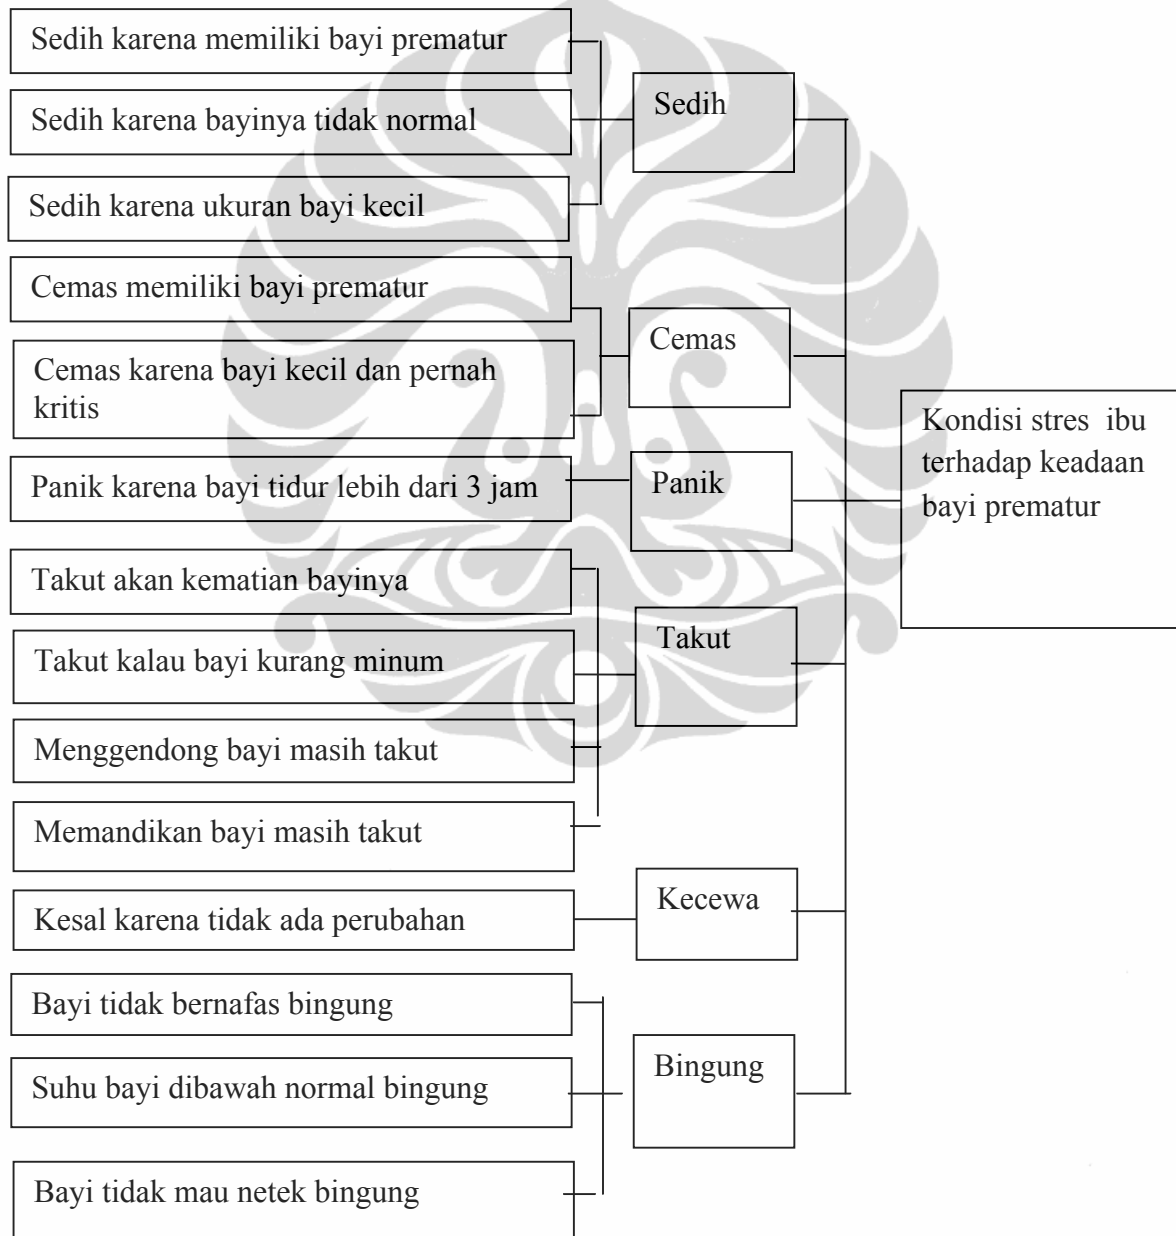 Sedih karena memiliki bayi prematur
Sedih karena bayinya tidak normal
Sedih karena ukuran bayi kecil
Sedih
Cemas memiliki bayi prematur
Cemas karena bayi kecil dan pernah
kritis
Cemas
Panik karena bayi tidur lebih dari 3 jam
Panik
Takut akan kematian bayinya
Takut kalau bayi kurang minum
Menggendong bayi masih takut
Memandikan bayi masih takut
Takut
Kesal karena tidak ada perubahan
Kecewa
Bayi tidak bernafas bingung
Suhu bayi dibawah normal bingung
Bayi tidak mau netek bingung
Bingung
Kondisi stres ibu
terhadap keadaan
bayi prematur